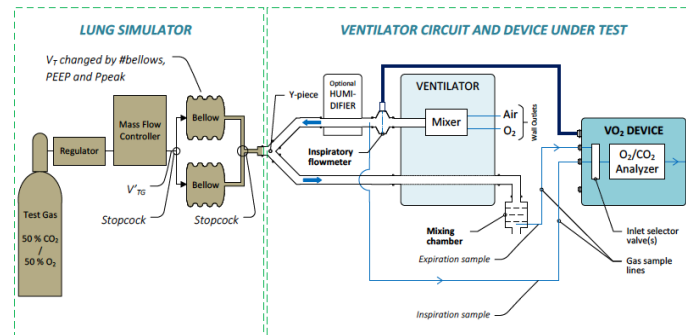 LUNG SIMULATOR
VENTILATOR CIRCUIT AND DEVICE UNDER TEST
V_T changed by #bellows,
PEEP and Ppeak
Mass Flow
Controller
Regulator
Bellow
Bellow
Test Gas
50 % CO₂
/
50 % O₂
V'_TG
Stopcock
Stopcock
Y-piece
Optional
HUMI-
DIFIER
Inspiratory
flowmeter
VENTILATOR
Mixer
Air
O₂
Wall Outlets
Mixing
chamber
Expiration sample
Inspiration sample
VO₂ DEVICE
O₂/CO₂
Analyzer
Inlet selector
valve(s)
Gas sample
lines